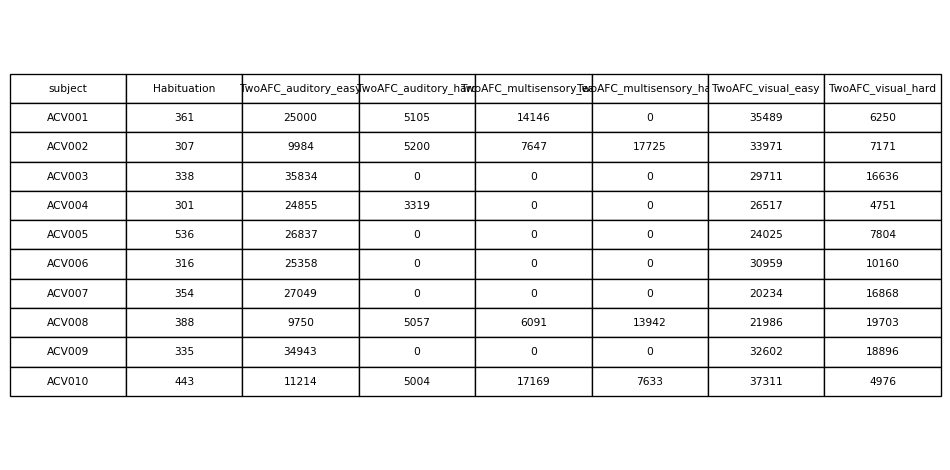 subject Habituation TwoAFC_auditory_easy TwoAFC_auditory_hard TwoAFC_multisensory_ea TwoAFC_multisensory_ha TwoAFC_visual_easy TwoAFC_visual_hard
ACV001 361 25000 5105 14146 0 35489 6250
ACV002 307 9984 5200 7647 17725 33971 7171
ACV003 338 35834 0 0 0 29711 16636
ACV004 301 24855 3319 0 0 26517 4751
ACV005 536 26837 0 0 0 24025 7804
ACV006 316 25358 0 0 0 30959 10160
ACV007 354 27049 0 0 0 20234 16868
ACV008 388 9750 5057 6091 13942 21986 19703
ACV009 335 34943 0 0 0 32602 18896
ACV010 443 11214 5004 17169 7633 37311 4976